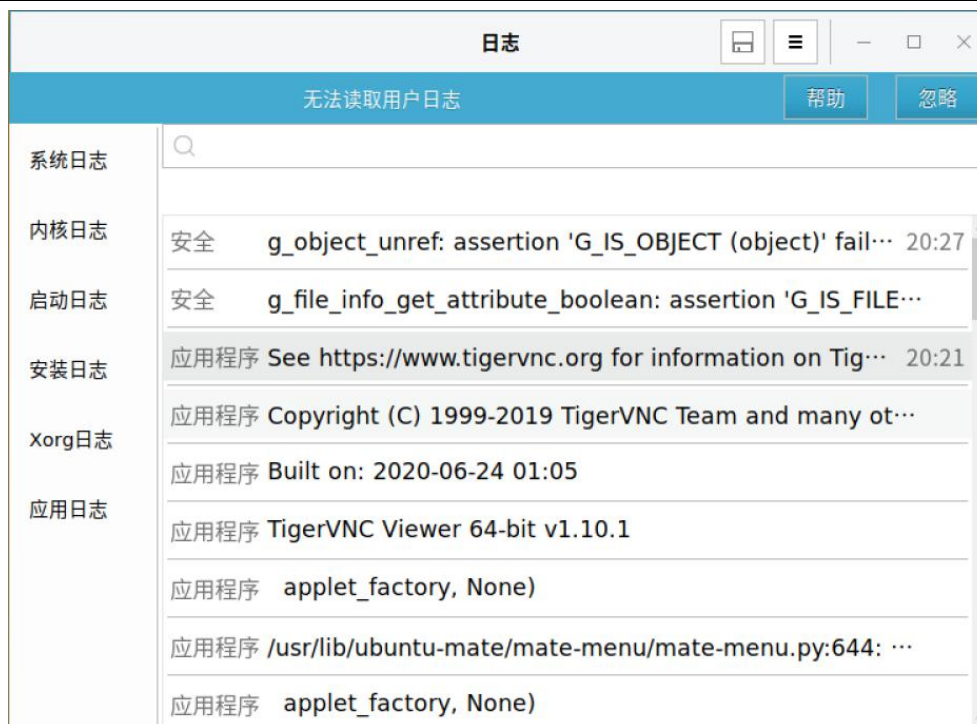 日志
无法读取用户日志 帮助 忽略
系统日志
内核日志
启动日志
安装日志
Xorg日志
应用日志
安全 g_object_unref: assertion 'G_IS_OBJECT (object)' fail··· 20:27
安全 g_file_info_get_attribute_boolean: assertion 'G_IS_FILE···
应用程序 See https://www.tigervnc.org for information on Tig··· 20:21
应用程序 Copyright (C) 1999-2019 TigerVNC Team and many ot···
应用程序 Built on: 2020-06-24 01:05
应用程序 TigerVNC Viewer 64-bit v1.10.1
应用程序 applet_factory, None)
应用程序 /usr/lib/ubuntu-mate/mate-menu/mate-menu.py:644: ···
应用程序 applet_factory, None)